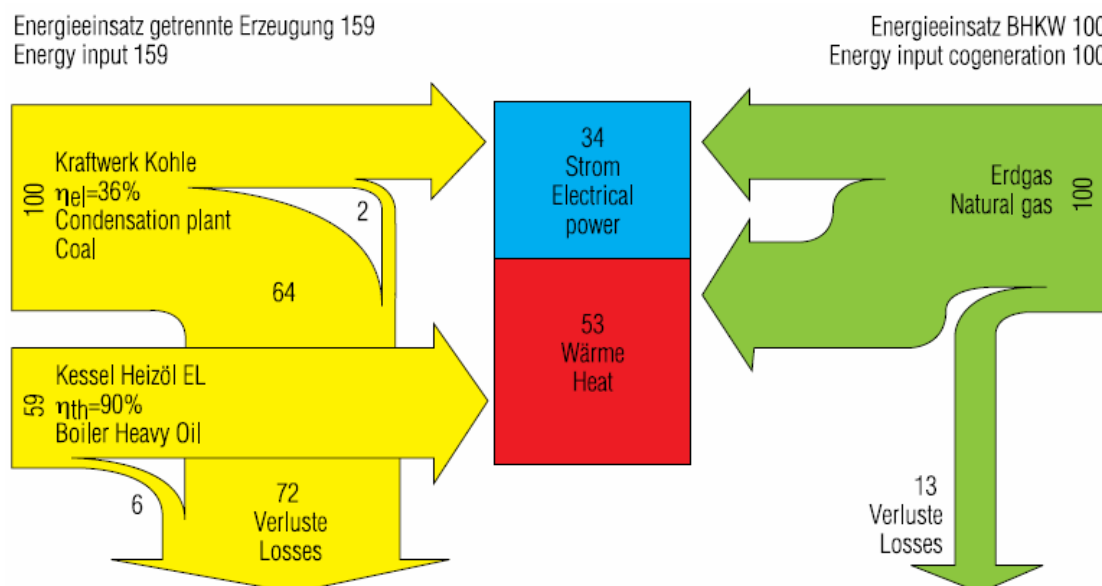 Energieeinsatz getrennte Erzeugung 159
Energy input 159
Energieeinsatz BHKW 100
Energy input cogeneration 100
100
Kraftwerk Kohle
ηel=36%
Condensation plant
Coal
2
64
34
Strom
Electrical
power
Erdgas
Natural gas
100
59
Kessel Heizöl EL
ηth=90%
Boiler Heavy Oil
53
Wärme
Heat
6
72
Verluste
Losses
13
Verluste
Losses